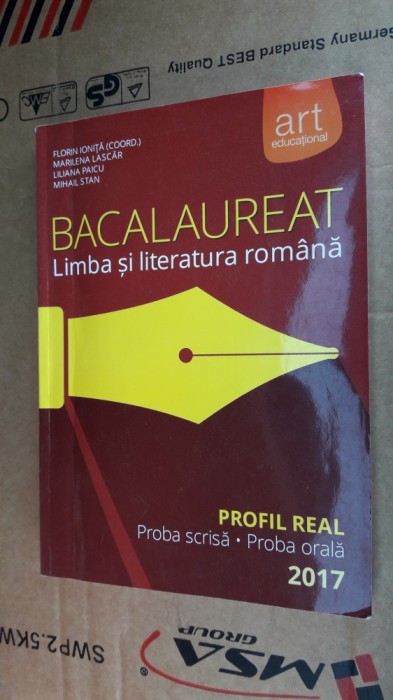 Germany Standard BEST Quality
GS
art
educațional
FLORIN IONIȚĂ (COORD.)
MARILENA LASCĂR
LILIANA PAICU
MIHAIL STAN
BACALAUREAT
Limba și literatura română
PROFIL REAL
Proba scrisă • Proba orală
2017
SWP2.5KW
MSA
GROUP